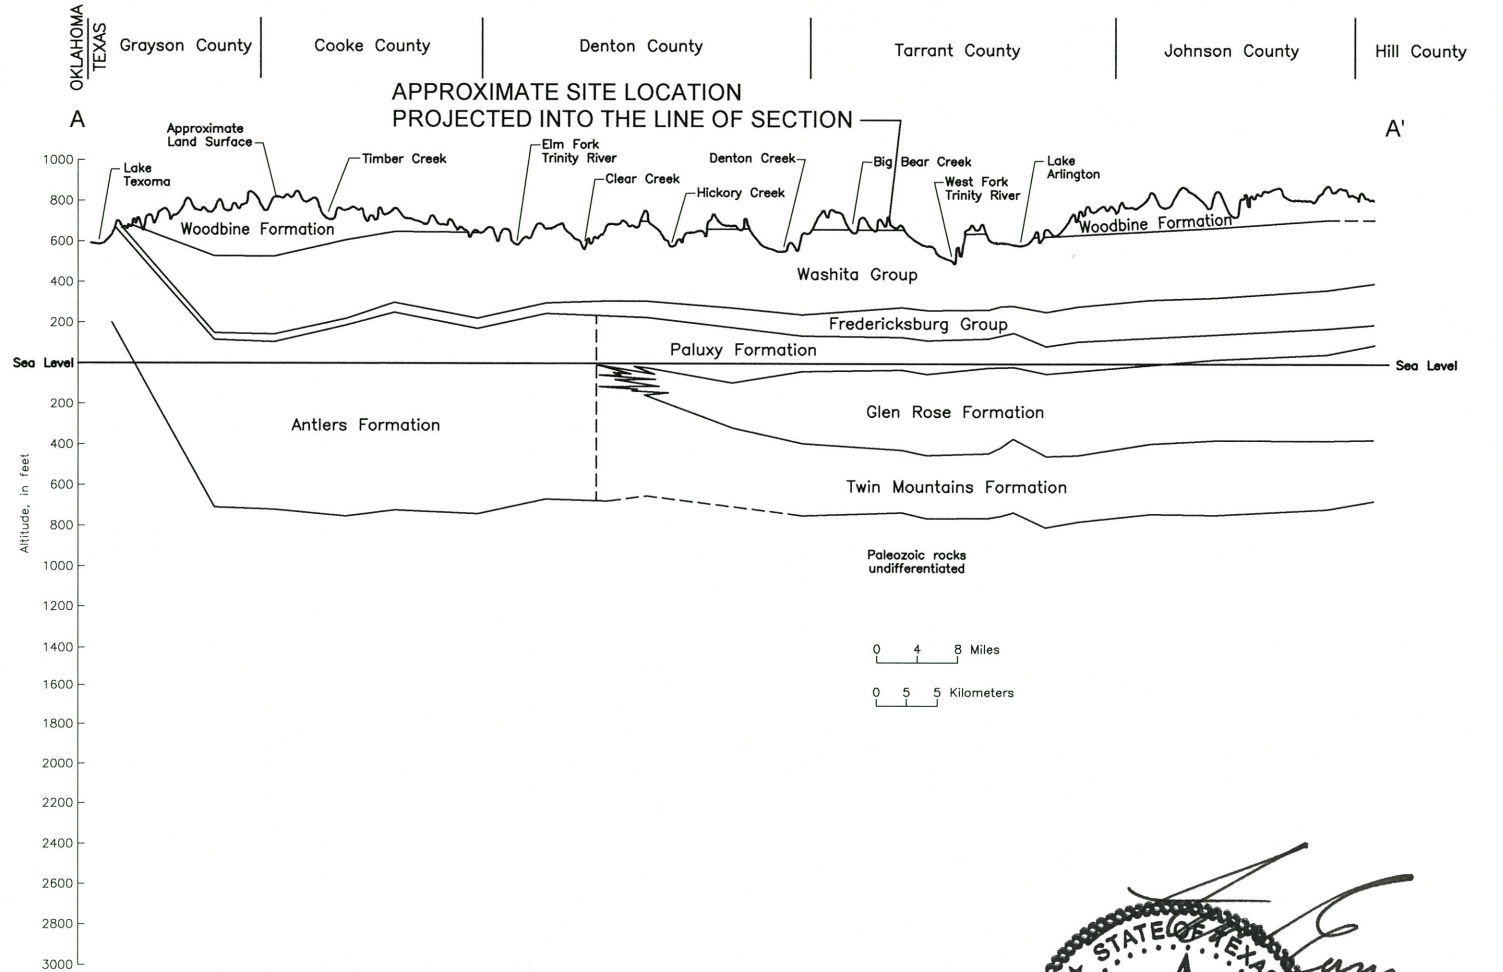 OKLAHOMA
TEXAS
Grayson County
Cooke County
Denton County
Tarrant County
Johnson County
Hill County
APPROXIMATE SITE LOCATION
PROJECTED INTO THE LINE OF SECTION
A
A'
Approximate
Land Surface
Lake
Texoma
Timber Creek
Elm Fork
Trinity River
Clear Creek
Hickory Creek
Denton Creek
Big Bear Creek
West Fork
Trinity River
Lake
Arlington
1000
800
600
400
200
Sea Level
200
400
600
800
1000
1200
1400
1600
1800
2000
2200
2400
2600
2800
3000
Altitude, in feet
Woodbine Formation
Woodbine Formation
Washita Group
Fredericksburg Group
Paluxy Formation
Sea Level
Glen Rose Formation
Antlers Formation
Twin Mountains Formation
Paleozoic rocks
undifferentiated
0 4 8 Miles
0 5 5 Kilometers
STATE OF TEXAS